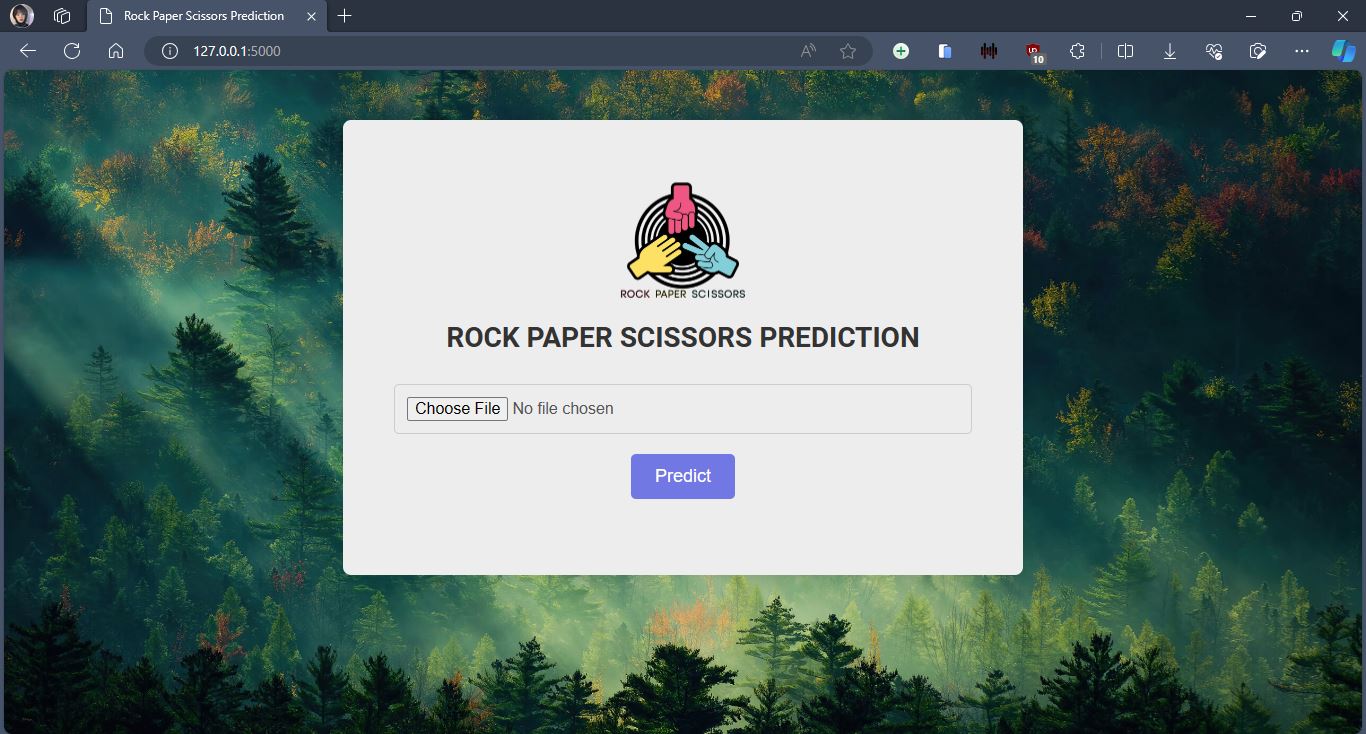 Rock Paper Scissors Prediction
127.0.0.1:5000
10
ROCK PAPER SCISSORS
ROCK PAPER SCISSORS PREDICTION
Choose File No file chosen
Predict